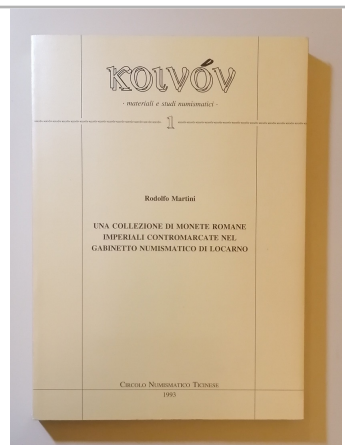 κοινόν
- materiali e studi numismatici -
1
Rodolfo Martini
UNA COLLEZIONE DI MONETE ROMANE
IMPERIALI CONTROMARCATE NEL
GABINETTO NUMISMATICO DI LOCARNO
CIRCOLO NUMISMATICO TICINESE
1993